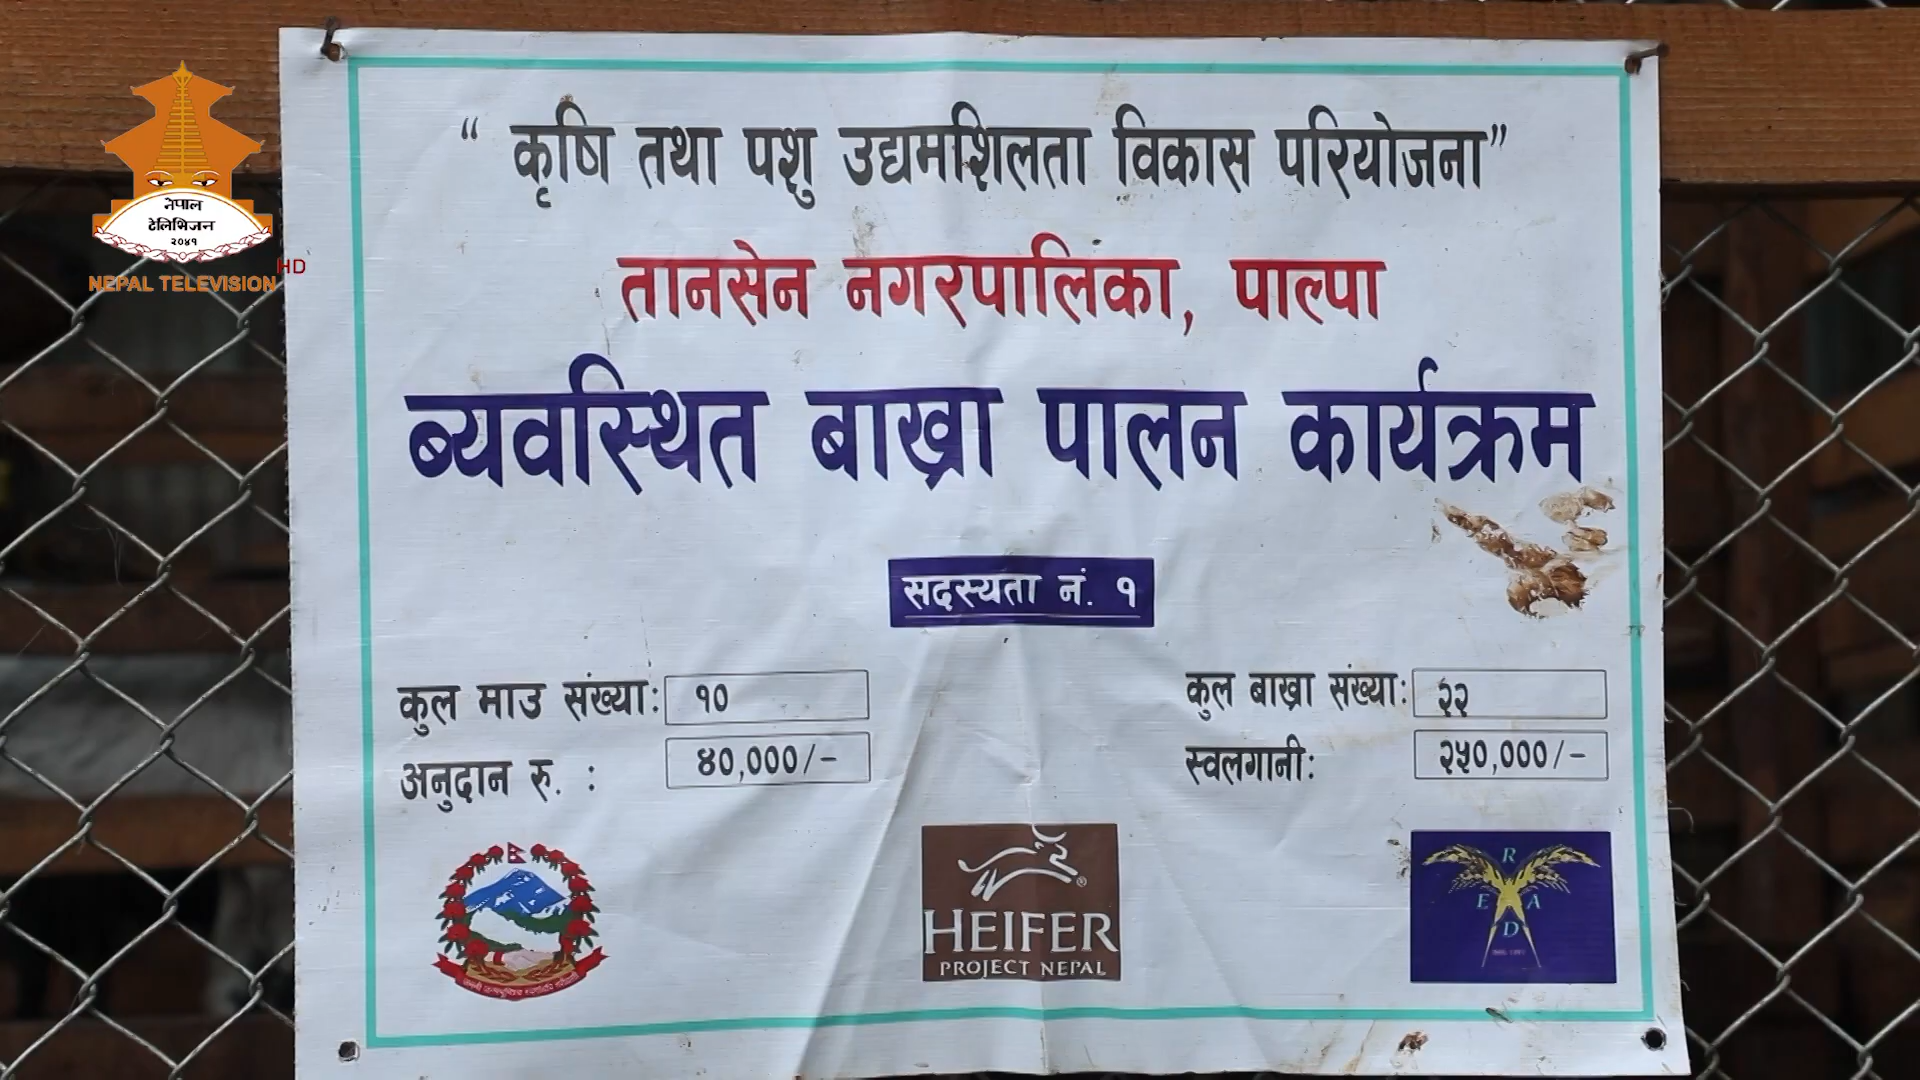 नेपाल
टेलिभिजन
२०४१
NEPAL TELEVISION HD
“ कृषि तथा पशु उद्यमशिलता विकास परियोजना”
तानसेन नगरपालिका, पाल्पा
ब्यवस्थित बाख्रा पालन कार्यक्रम
सदस्यता नं. १
कुल माउ संख्या: १०
कुल बाख्रा संख्या: २२
अनुदान रु. : ४०,०००/-
स्वलगानी: २५०,०००/-
HEIFER
PROJECT NEPAL
R
E A
D